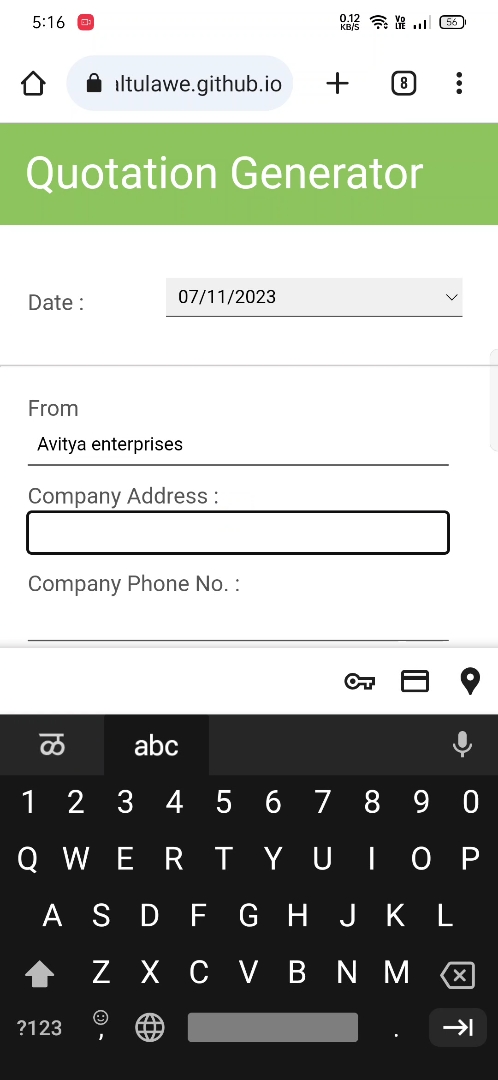 5:16 0.12 KB/S Vo LTE 56
ltulawe.github.io + 8
Quotation Generator
Date : 07/11/2023
From
Avitya enterprises
Company Address :
Company Phone No. :
abc
1 2 3 4 5 6 7 8 9 0
Q W E R T Y U I O P
A S D F G H J K L
Z X C V B N M
?123 , .